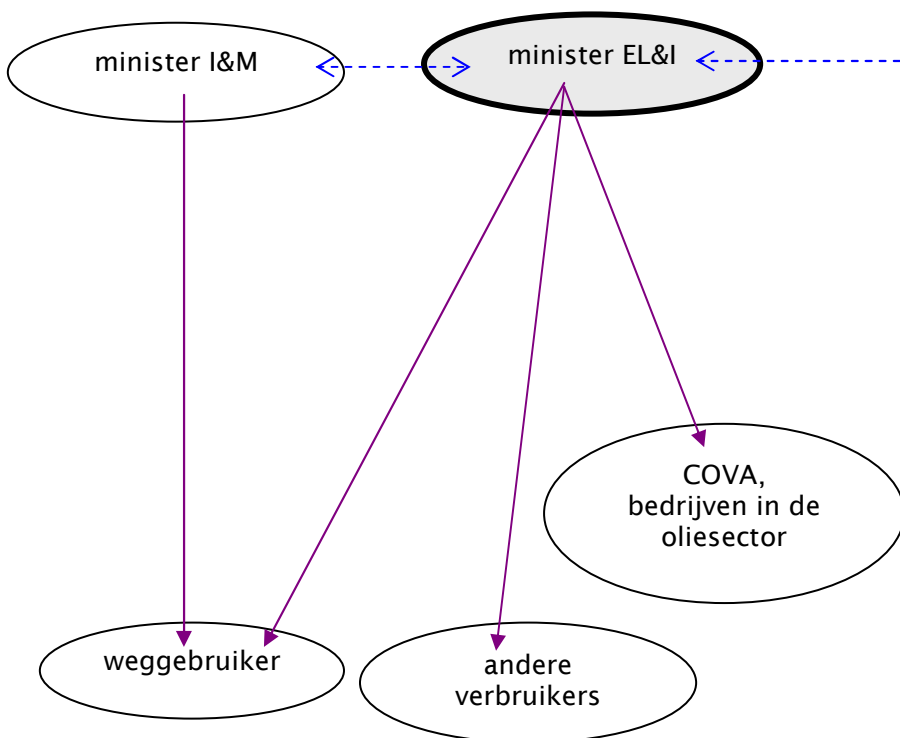 minister I&M
minister EL&I
COVA,
bedrijven in de
oliesector
weggebruiker
andere
verbruikers